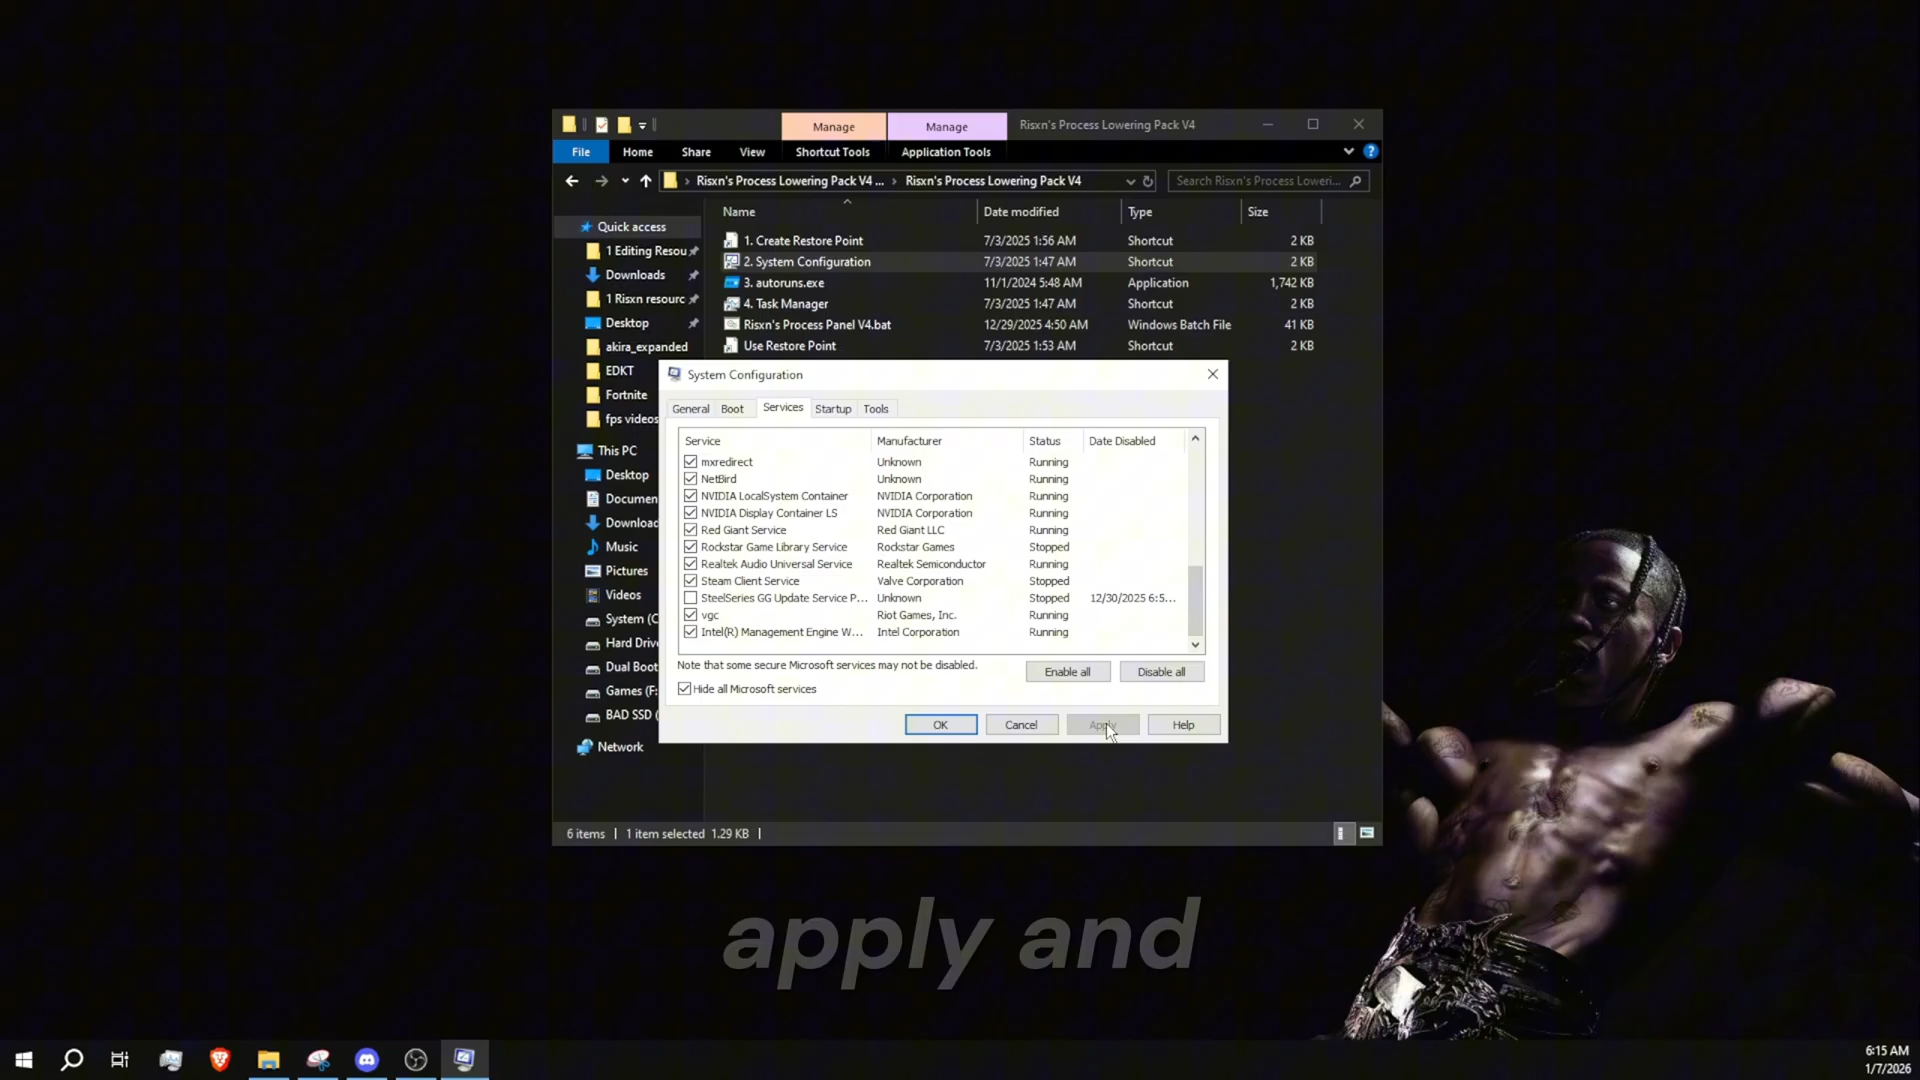 Manage
Manage
Risxn's Process Lowering Pack V4
File
Home
Share
View
Shortcut Tools
Application Tools
Risxn's Process Lowering Pack V4 ...
Risxn's Process Lowering Pack V4
Search Risxn's Process Loweri...
Name
Date modified
Type
Size
Quick access
1 Editing Resou
Downloads
1 Risxn resourc
Desktop
akira_expanded
EDKT
Fortnite
fps videos
This PC
Desktop
Documen
Download
Music
Pictures
Videos
System (C
Hard Drive
Dual Boot
Games (F:
BAD SSD (
Network
1. Create Restore Point 7/3/2025 1:56 AM Shortcut 2 KB
2. System Configuration 7/3/2025 1:47 AM Shortcut 2 KB
3. autoruns.exe 11/1/2024 5:48 AM Application 1,742 KB
4. Task Manager 7/3/2025 1:47 AM Shortcut 2 KB
Risxn's Process Panel V4.bat 12/29/2025 4:50 AM Windows Batch File 41 KB
Use Restore Point 7/3/2025 1:53 AM Shortcut 2 KB
System Configuration
General Boot Services Startup Tools
Service Manufacturer Status Date Disabled
mxredirect Unknown Running
NetBird Unknown Running
NVIDIA LocalSystem Container NVIDIA Corporation Running
NVIDIA Display Container LS NVIDIA Corporation Running
Red Giant Service Red Giant LLC Running
Rockstar Game Library Service Rockstar Games Stopped
Realtek Audio Universal Service Realtek Semiconductor Running
Steam Client Service Valve Corporation Stopped
SteelSeries GG Update Service P... Unknown Stopped 12/30/2025 6:5...
vgc Riot Games, Inc. Running
Intel(R) Management Engine W... Intel Corporation Running
Note that some secure Microsoft services may not be disabled.
Enable all
Disable all
Hide all Microsoft services
OK
Cancel
Apply
Help
6 items
1 item selected 1.29 KB
apply and
6:15 AM
1/7/2026